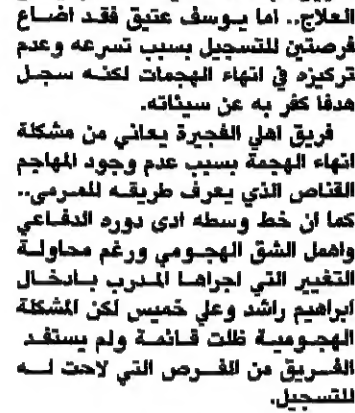 العلاج.. اما يوسف عتيق فقد اضاع
فرصتين للتسجيل بسبب تسرعه وعدم
تركيزه في انهاء الهجمات لكنه سجل
هدفا كفر به عن سيئاته.
فريق اهلي الفجيرة يعاني من مشكلة
انهاء الهجمة بسبب عدم وجود المهاجم
القناص الذي يعرف طريقه للمرمى..
كما ان خط وسطه ادى دوره الدفاعي
واهمل الشق الهجومي ورغم محاولة
التغيير التي اجراها المدرب بادخال
ابراهيم راشد وعلي خميس لكن المشكلة
الهجومية ظلت قائمة ولم يستفد
الفريق من الفرص التي لاحت له
للتسجيل.